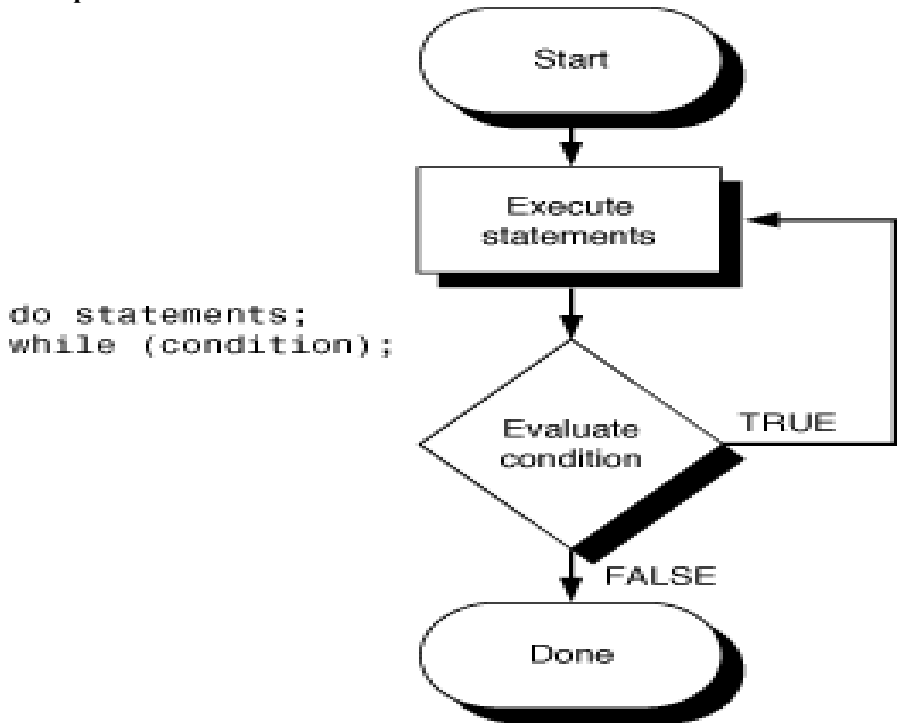 Start
Execute
statements
do statements;
while (condition);
Evaluate
condition
TRUE
FALSE
Done